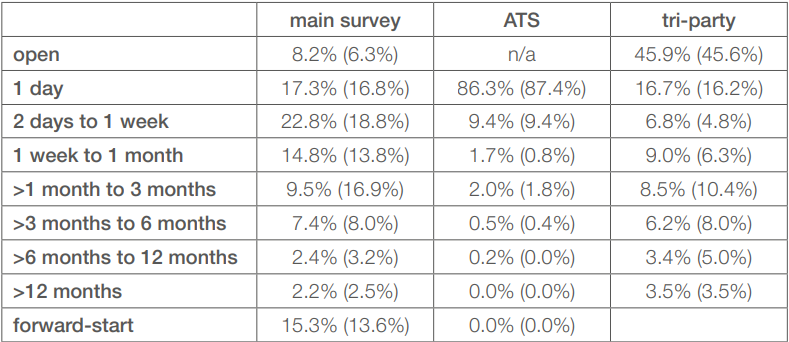 main survey ATS tri-party
open 8.2% (6.3%) n/a 45.9% (45.6%)
1 day 17.3% (16.8%) 86.3% (87.4%) 16.7% (16.2%)
2 days to 1 week 22.8% (18.8%) 9.4% (9.4%) 6.8% (4.8%)
1 week to 1 month 14.8% (13.8%) 1.7% (0.8%) 9.0% (6.3%)
>1 month to 3 months 9.5% (16.9%) 2.0% (1.8%) 8.5% (10.4%)
>3 months to 6 months 7.4% (8.0%) 0.5% (0.4%) 6.2% (8.0%)
>6 months to 12 months 2.4% (3.2%) 0.2% (0.0%) 3.4% (5.0%)
>12 months 2.2% (2.5%) 0.0% (0.0%) 3.5% (3.5%)
forward-start 15.3% (13.6%) 0.0% (0.0%)